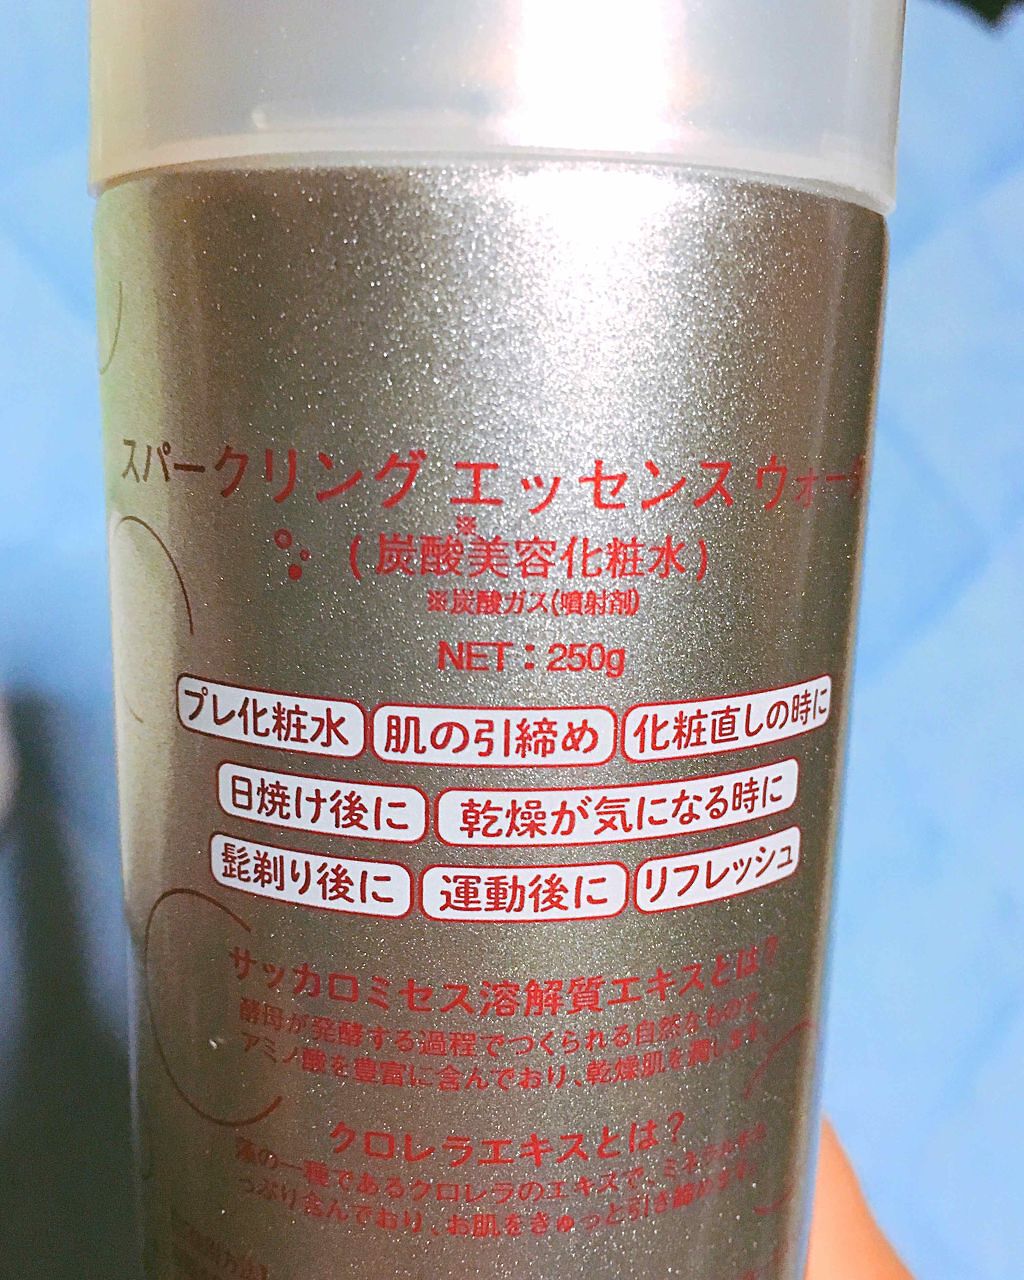 スパークリング エッセンス ウォー
※
(炭酸美容化粧水)
※炭酸ガス(噴射剤)
NET：250g
プレ化粧水 肌の引締め 化粧直しの時に
日焼け後に 乾燥が気になる時に
髭剃り後に 運動後に リフレッシュ
サッカロミセス溶解質エキスとは?
酵母が発酵する過程でつくられる自然なもので
アミノ酸を豊富に含んでおり、乾燥肌を潤します。
クロレラエキスとは?
藻の一種であるクロレラのエキスで、ミネラル
っぷり含んでおり、お肌をきゅっと引き締めます。